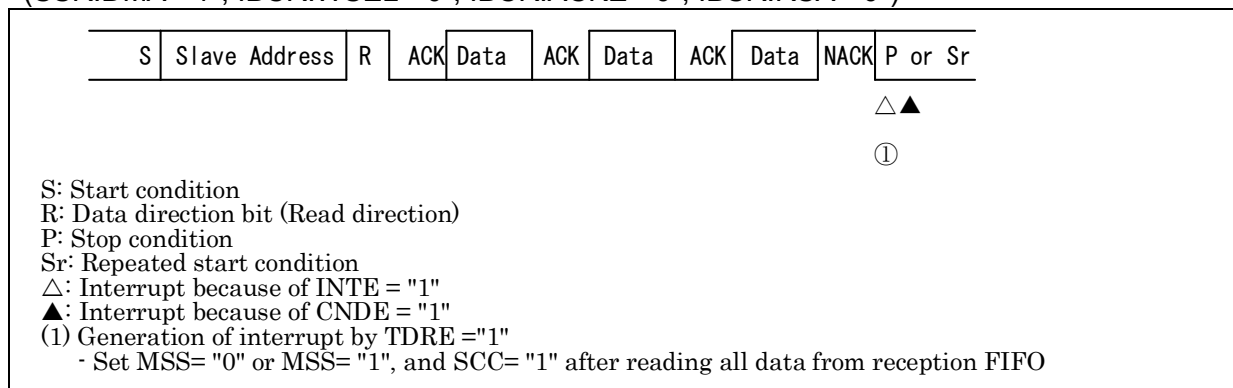 S Slave Address R ACK Data ACK Data ACK Data NACK P or Sr
△▲
①
S: Start condition
R: Data direction bit (Read direction)
P: Stop condition
Sr: Repeated start condition
△: Interrupt because of INTE = "1"
▲: Interrupt because of CNDE = "1"
(1) Generation of interrupt by TDRE ="1"
- Set MSS= "0" or MSS= "1", and SCC= "1" after reading all data from reception FIFO